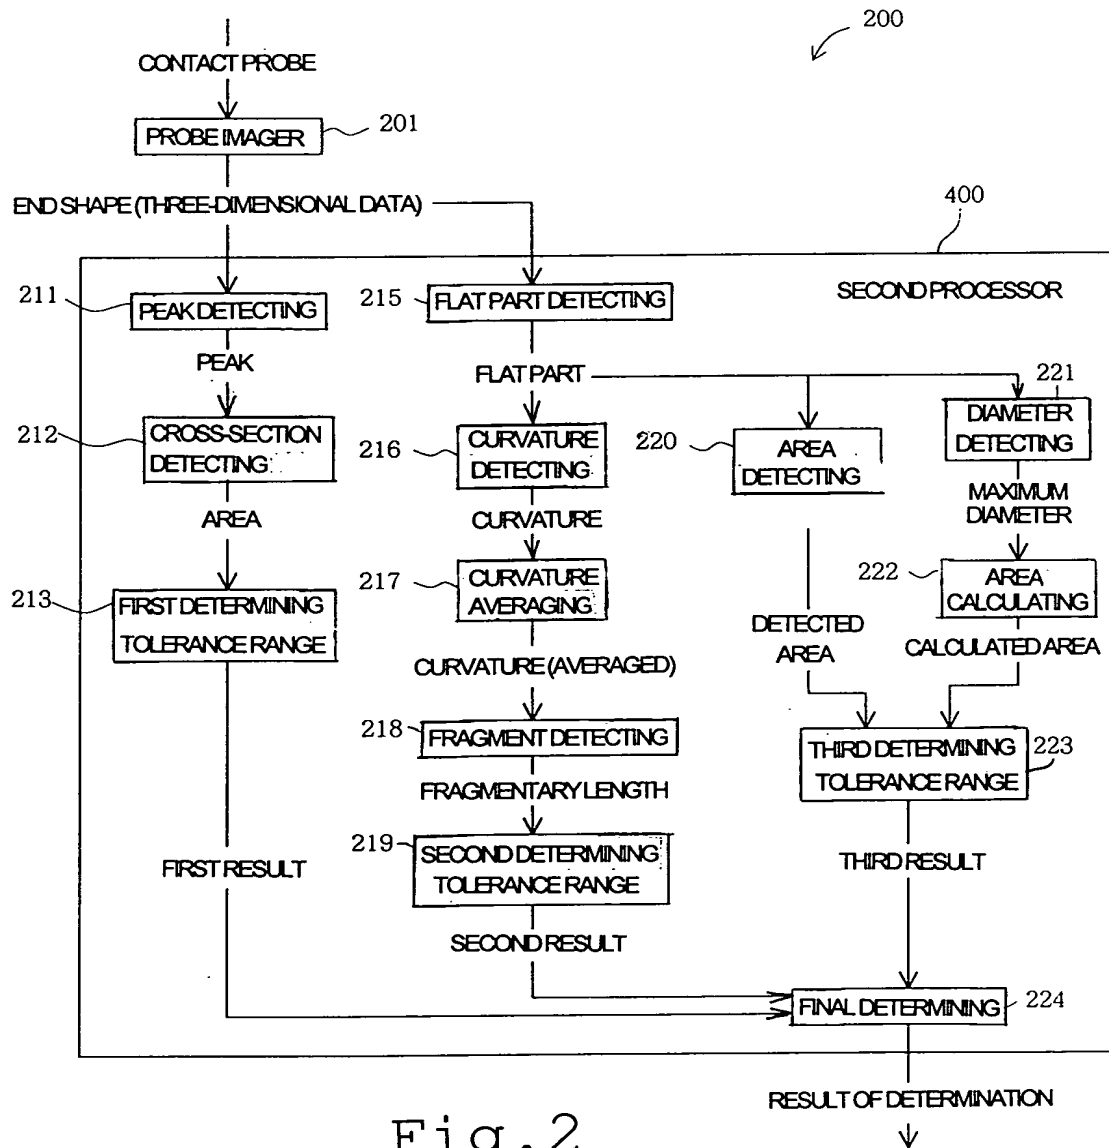 200
CONTACT PROBE
PROBE IMAGER
201
END SHAPE (THREE-DIMENSIONAL DATA)
400
SECOND PROCESSOR
211
PEAK DETECTING
215
FLAT PART DETECTING
PEAK
FLAT PART
221
DIAMETER
DETECTING
212
CROSS-SECTION
DETECTING
216
CURVATURE
DETECTING
220
AREA
DETECTING
AREA
CURVATURE
MAXIMUM
DIAMETER
213
FIRST DETERMINING
TOLERANCE RANGE
217
CURVATURE
AVERAGING
222
AREA
CALCULATING
DETECTED
AREA
CALCULATED AREA
CURVATURE (AVERAGED)
218
FRAGMENT DETECTING
THIRD DETERMINING
TOLERANCE RANGE
223
FRAGMENTARY LENGTH
219
SECOND DETERMINING
TOLERANCE RANGE
FIRST RESULT
THIRD RESULT
SECOND RESULT
FINAL DETERMINING
224
RESULT OF DETERMINATION
Fig.2